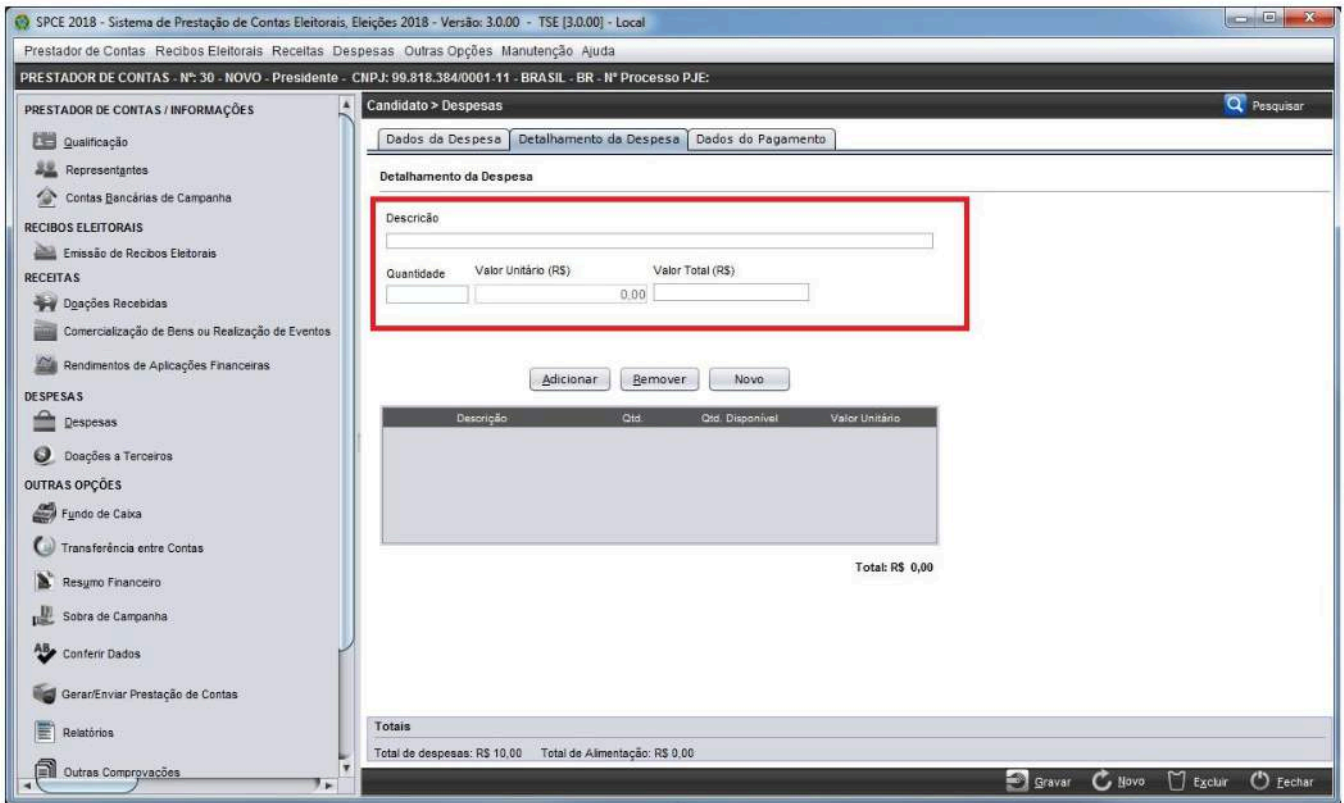 SPCE 2018 - Sistema de Prestação de Contas Eleitorais, Eleições 2018 - Versão: 3.0.00 - TSE [3.0.00] - Local
Prestador de Contas Recibos Eleitorais Receitas Despesas Outras Opções Manutenção Ajuda
PRESTADOR DE CONTAS - Nº: 30 - NOVO - Presidente - CNPJ: 99.818.384/0001-11 - BRASIL - BR - Nº Processo PJE:
PRESTADOR DE CONTAS / INFORMAÇÕES
Qualificação
Representantes
Contas Bancárias de Campanha
RECIBOS ELEITORAIS
Emissão de Recibos Eleitorais
RECEITAS
Doações Recebidas
Comercialização de Bens ou Realização de Eventos
Rendimentos de Aplicações Financeiras
DESPESAS
Despesas
Doações a Terceiros
OUTRAS OPÇÕES
Fundo de Caixa
Transferência entre Contas
Resumo Financeiro
Sobra de Campanha
Conferir Dados
Gerar/Enviar Prestação de Contas
Relatórios
Outras Comprovações
Candidato > Despesas
Pesquisar
Dados da Despesa Detalhamento da Despesa Dados do Pagamento
Detalhamento da Despesa
Descricão
Quantidade Valor Unitário (R$) Valor Total (R$)
0,00
Adicionar Remover Novo
Descrição Qtd. Qtd. Disponível Valor Unitário
Total: R$ 0,00
Totais
Total de despesas: R$ 10,00 Total de Alimentação: R$ 0,00
Gravar Novo Excluir Fechar